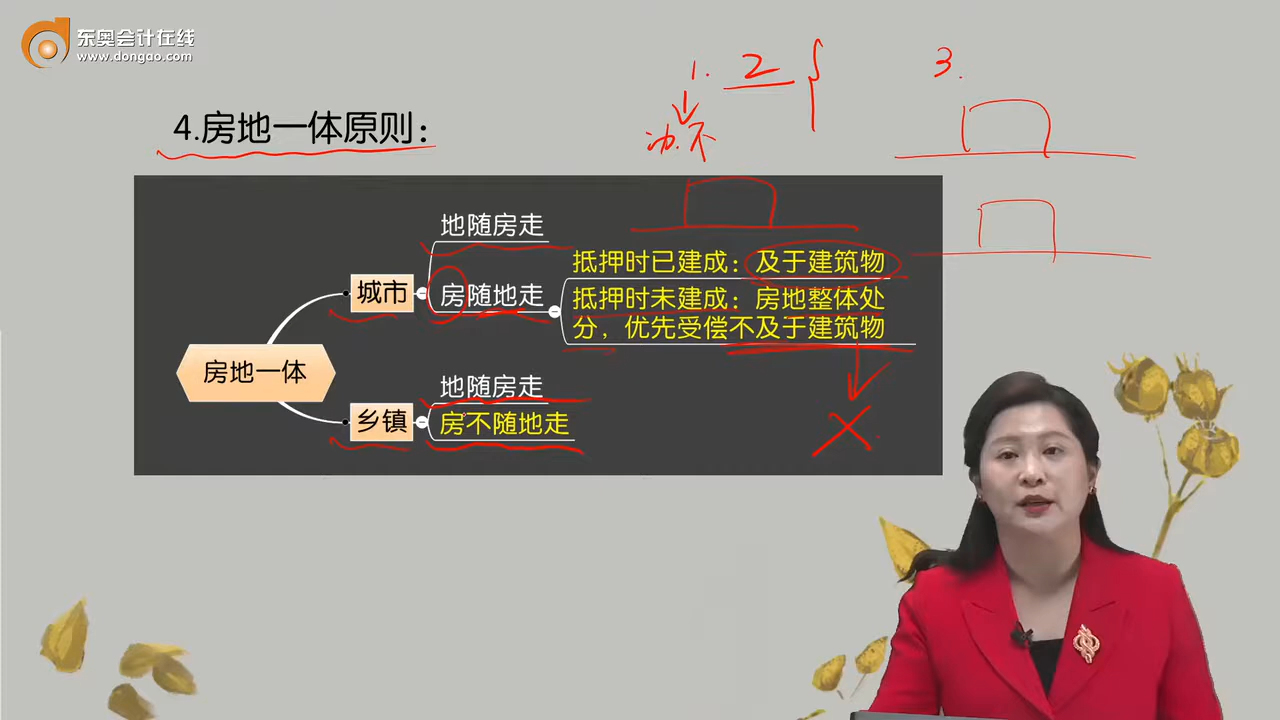 东奥会计在线
www.dongao.com
1. 2
3.
动.不
4.房地一体原则：
地随房走
抵押时已建成：及于建筑物
城市
房随地走
抵押时未建成：房地整体处
分，优先受偿不及于建筑物
房地一体
地随房走
乡镇
房不随地走